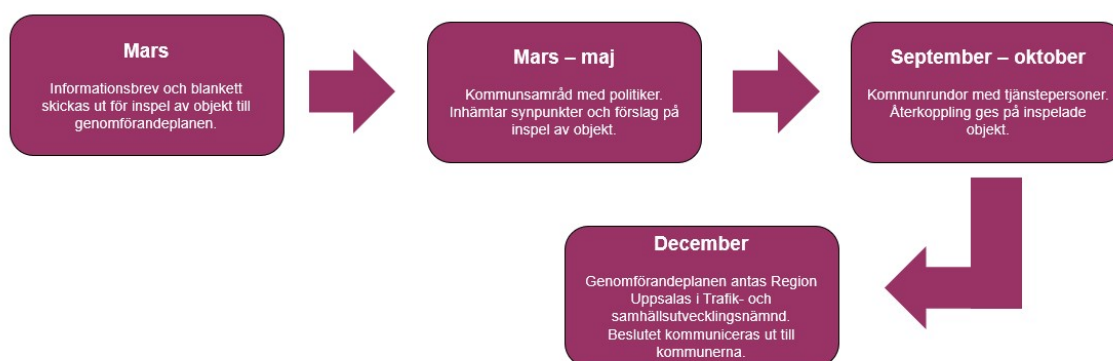 Mars
Informationsbrev och blankett
skickas ut för inspel av objekt till
genomförandeplanen.
Mars – maj
Kommunsamråd med politiker.
Inhämtar synpunkter och förslag på
inspel av objekt.
September – oktober
Kommunrundor med tjänstepersoner.
Återkoppling ges på inspelade
objekt.
December
Genomförandeplanen antas Region
Uppsalas i Trafik- och
samhällsutvecklingsnämnd.
Beslutet kommuniceras ut till
kommunerna.